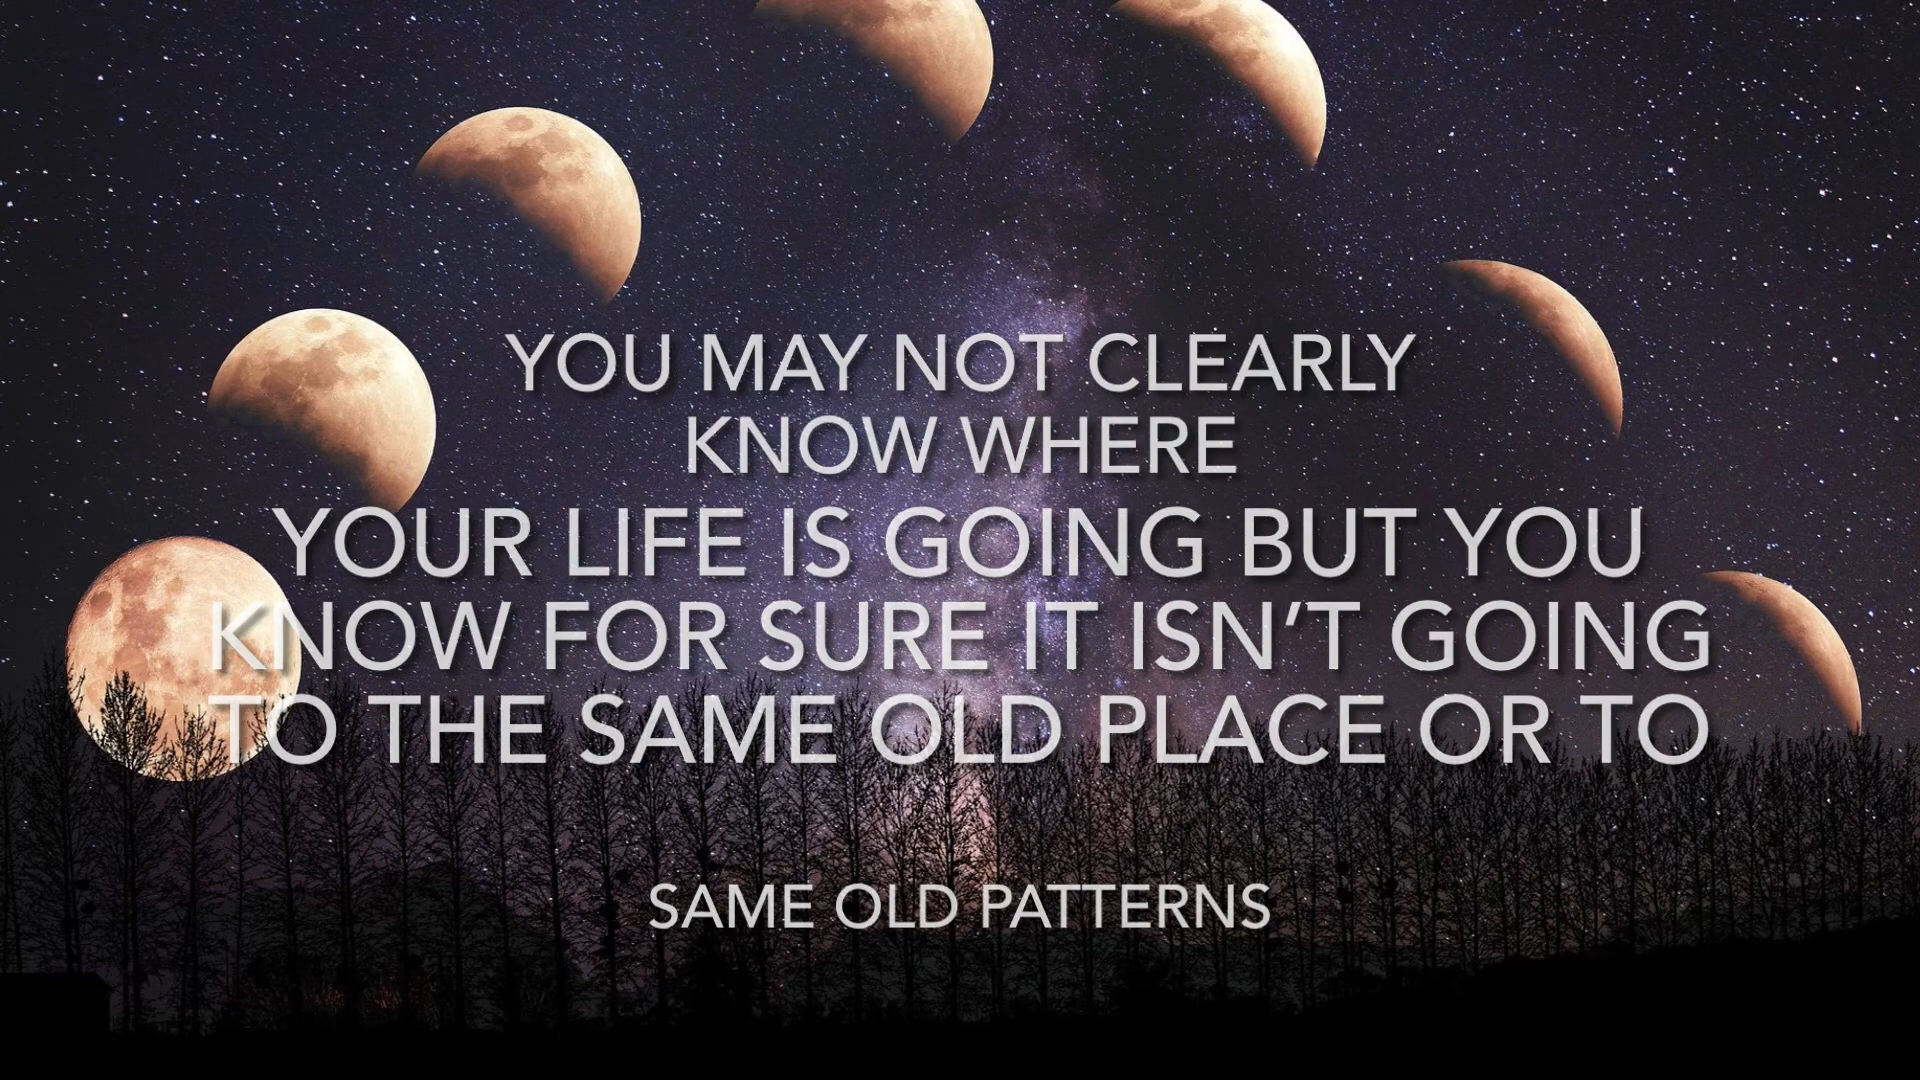 YOU MAY NOT CLEARLY
KNOW WHERE
YOUR LIFE IS GOING BUT YOU
KNOW FOR SURE IT ISN’T GOING
TO THE SAME OLD PLACE OR TO
SAME OLD PATTERNS